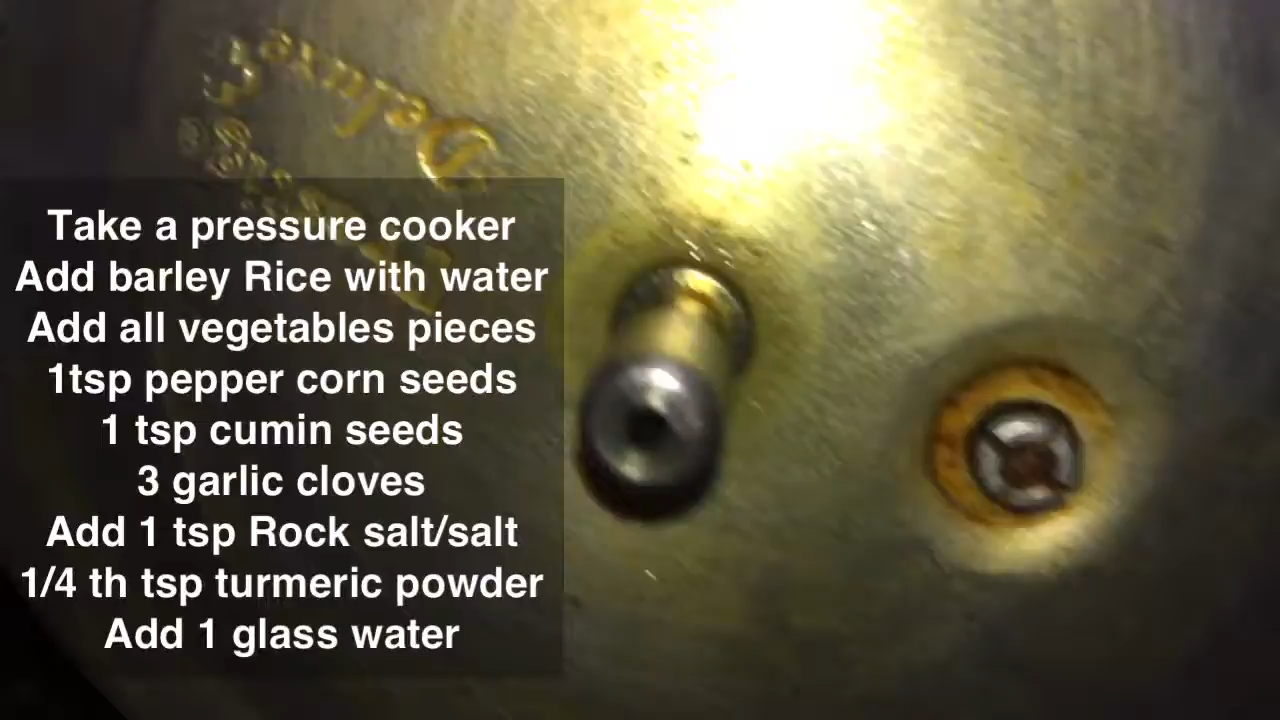 Deluxe
Take a pressure cooker
Add barley Rice with water
Add all vegetables pieces
1tsp pepper corn seeds
1 tsp cumin seeds
3 garlic cloves
Add 1 tsp Rock salt/salt
1/4 th tsp turmeric powder
Add 1 glass water